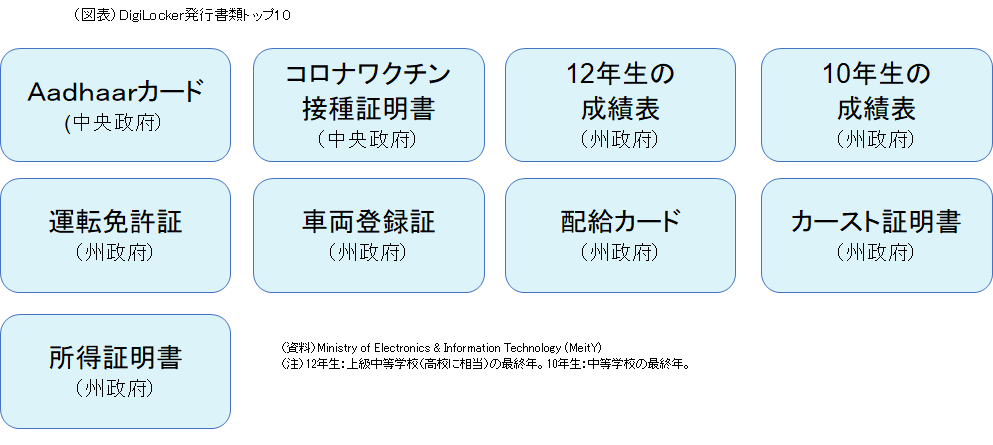 （図表）DigiLocker発行書類トップ10
Aadhaarカード
(中央政府)
コロナワクチン
接種証明書
（中央政府）
12年生の
成績表
（州政府）
10年生の
成績表
（州政府）
運転免許証
（州政府）
車両登録証
（州政府）
配給カード
（州政府）
カースト証明書
（州政府）
所得証明書
（州政府）
（資料）Ministry of Electronics & Information Technology (MeitY)
（注）12年生：上級中等学校（高校に相当）の最終年。10年生：中等学校の最終年。